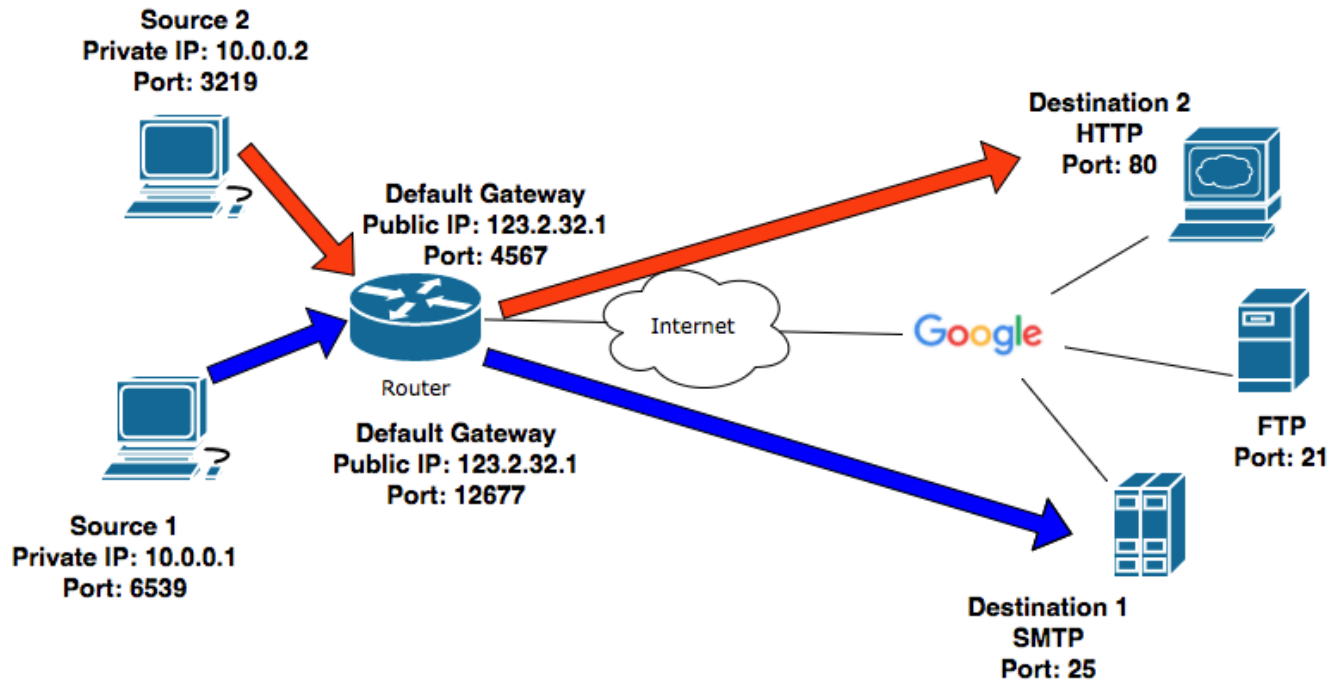 Source 2
Private IP: 10.0.0.2
Port: 3219
Destination 2
HTTP
Port: 80
Default Gateway
Public IP: 123.2.32.1
Port: 4567
Internet
Google
Router
Default Gateway
Public IP: 123.2.32.1
Port: 12677
FTP
Port: 21
Source 1
Private IP: 10.0.0.1
Port: 6539
Destination 1
SMTP
Port: 25